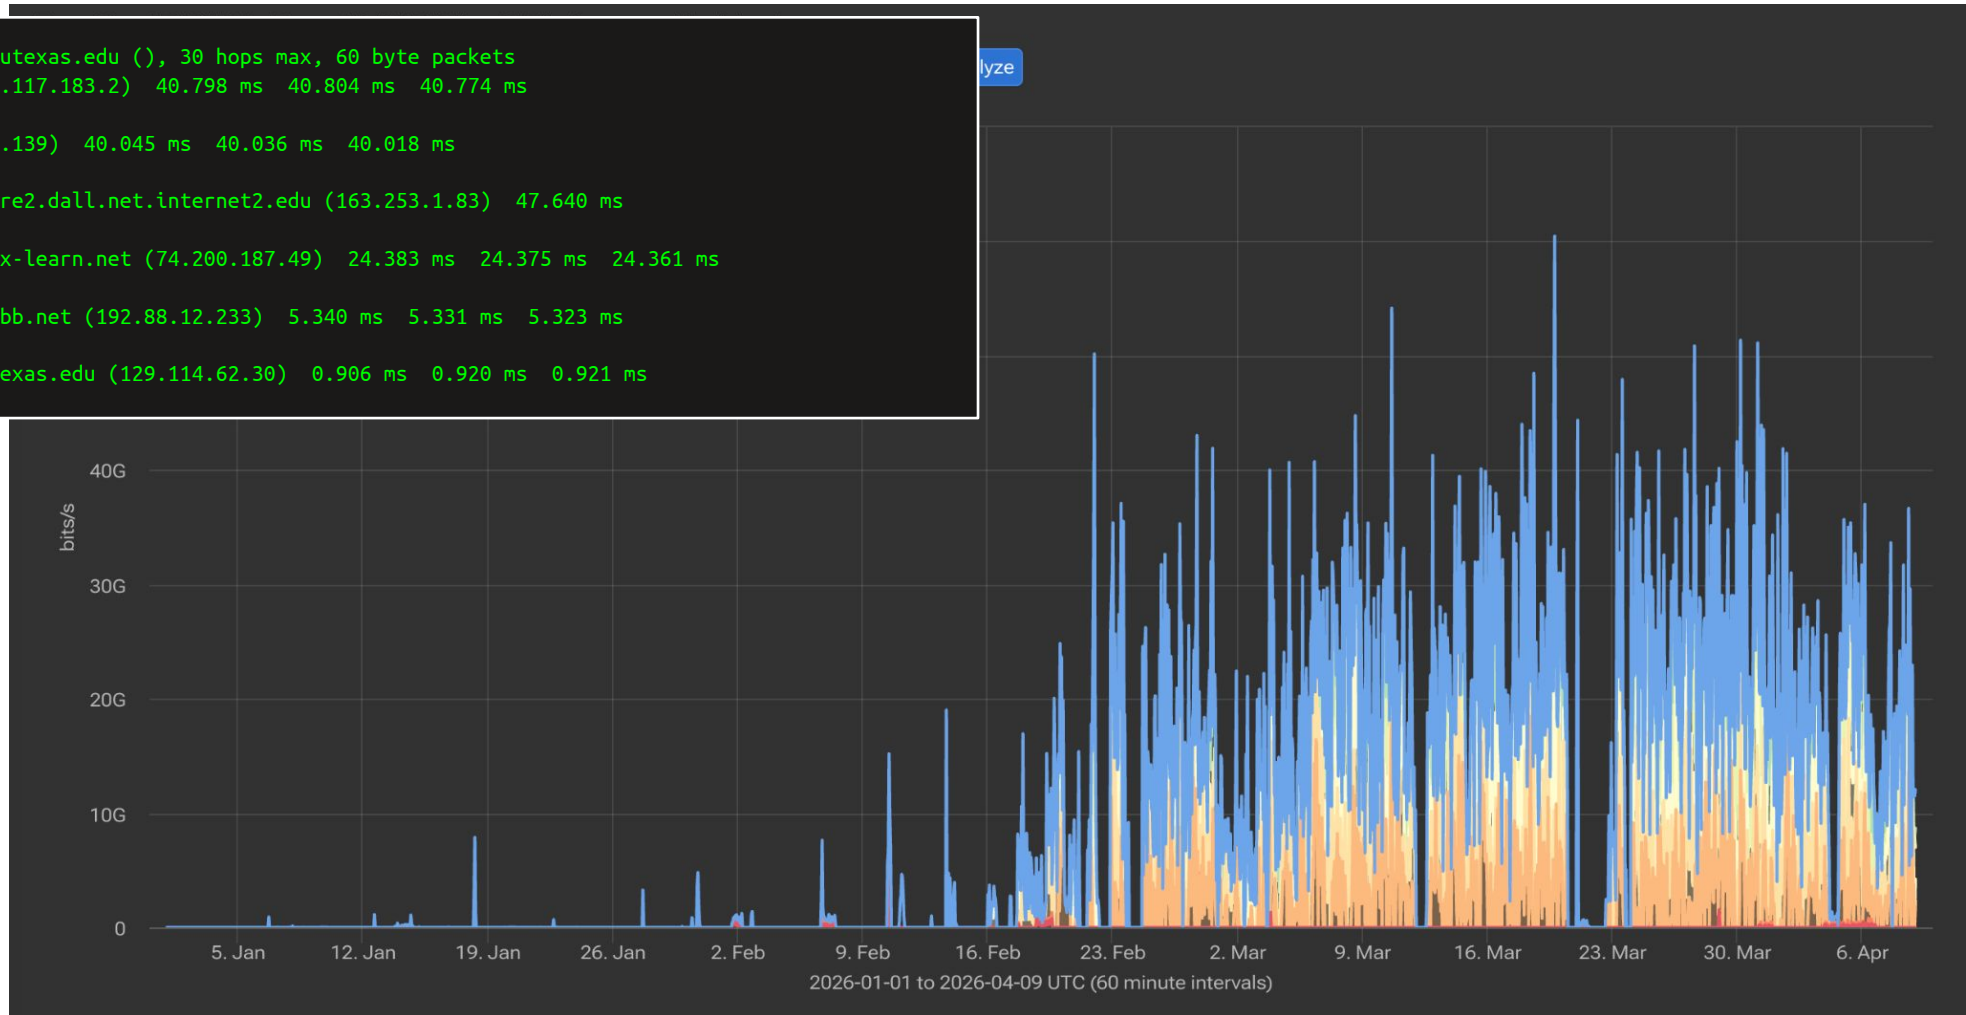 utexas.edu (), 30 hops max, 60 byte packets
.117.183.2)  40.798 ms  40.804 ms  40.774 ms
.139)  40.045 ms  40.036 ms  40.018 ms
re2.dall.net.internet2.edu (163.253.1.83)  47.640 ms
x-learn.net (74.200.187.49)  24.383 ms  24.375 ms  24.361 ms
bb.net (192.88.12.233)  5.340 ms  5.331 ms  5.323 ms
exas.edu (129.114.62.30)  0.906 ms  0.920 ms  0.921 ms
lyze
40G
bits/s
30G
20G
10G
0
5. Jan 12. Jan 19. Jan 26. Jan 2. Feb 9. Feb 16. Feb 23. Feb 2. Mar 9. Mar 16. Mar 23. Mar 30. Mar 6. Apr
2026-01-01 to 2026-04-09 UTC (60 minute intervals)